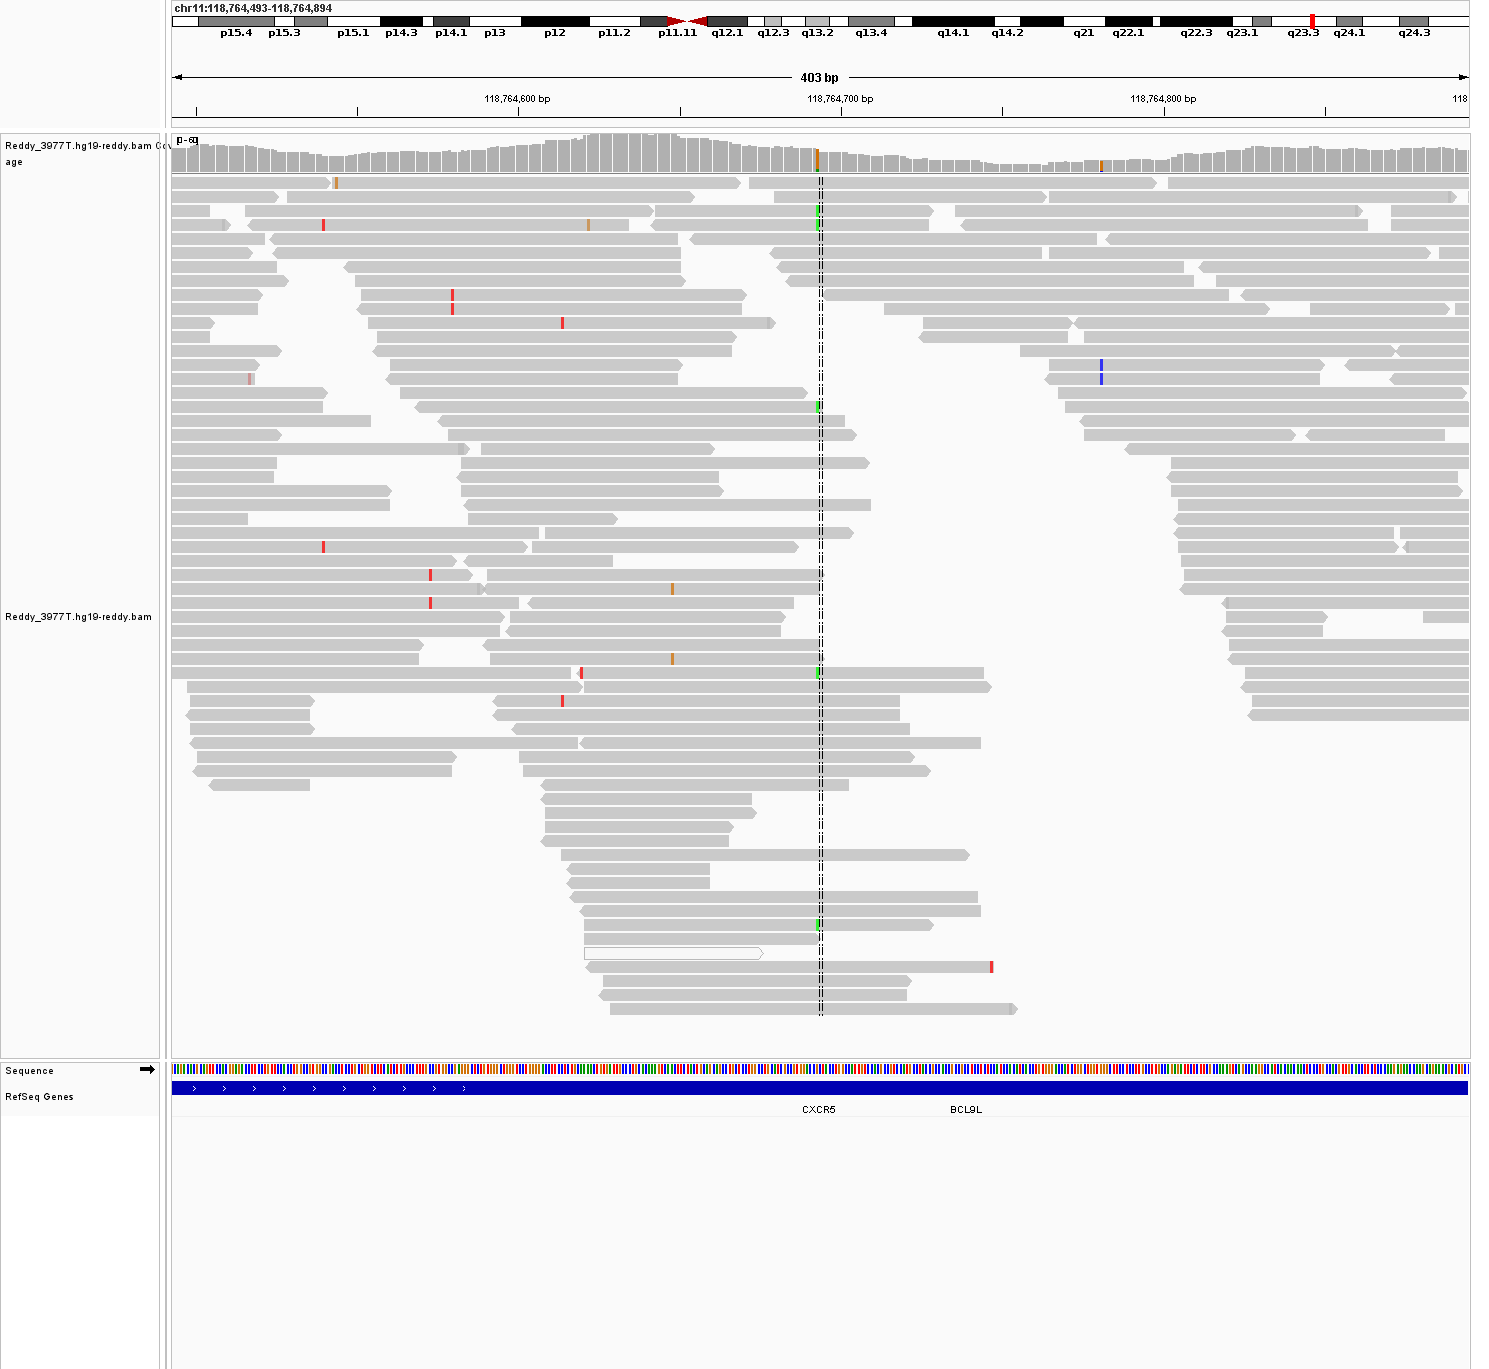 chr11:118,764,493-118,764,894
p15.4 p15.3 p15.1 p14.3 p14.1 p13 p12 p11.2 p11.11 q12.1 q12.3 q13.2 q13.4 q14.1 q14.2 q21 q22.1 q22.3 q23.1 q23.3 q24.1 q24.3
403 bp
118,764,600 bp 118,764,700 bp 118,764,800 bp 118
Reddy_3977T.hg19-reddy.bam Cov
age
Reddy_3977T.hg19-reddy.bam
Sequence
RefSeq Genes
CXCR5 BCL9L